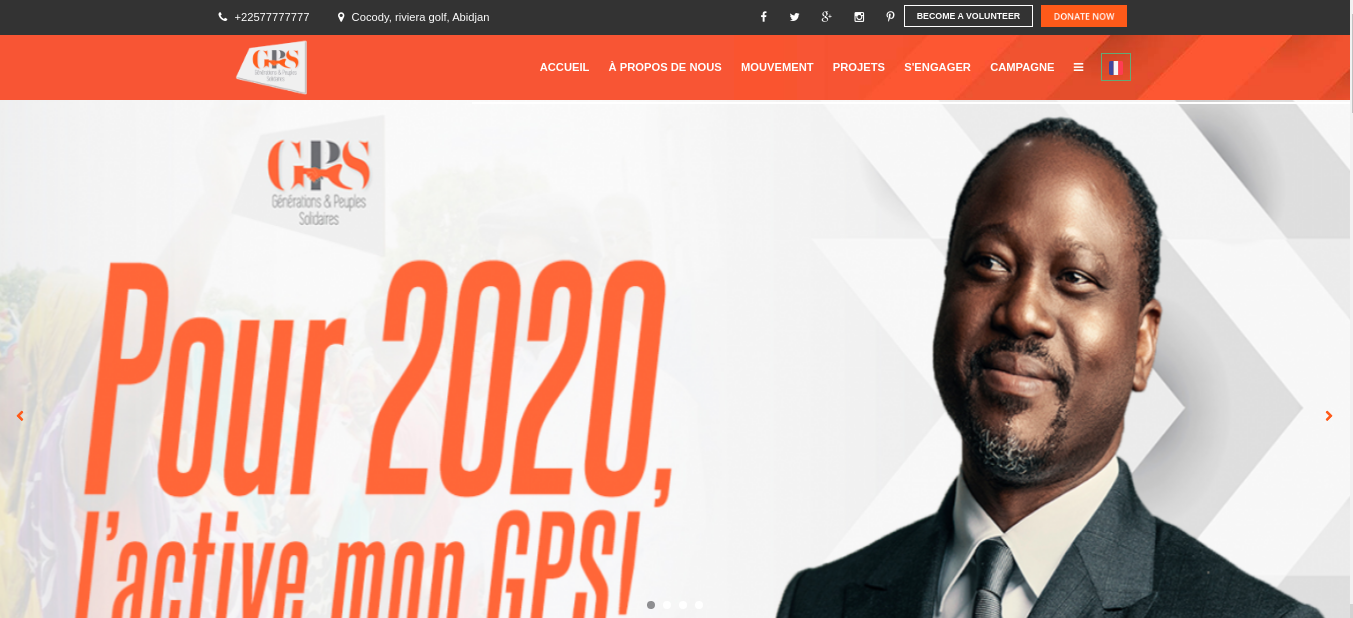 +22577777777 Cocody, riviera golf, Abidjan BECOME A VOLUNTEER DONATE NOW
GPS
Générations & Peuples
Solidaires
ACCUEIL À PROPOS DE NOUS MOUVEMENT PROJETS S'ENGAGER CAMPAGNE
GPS
Générations & Peuples
Solidaires
Pour 2020,
j'active mon GPS!